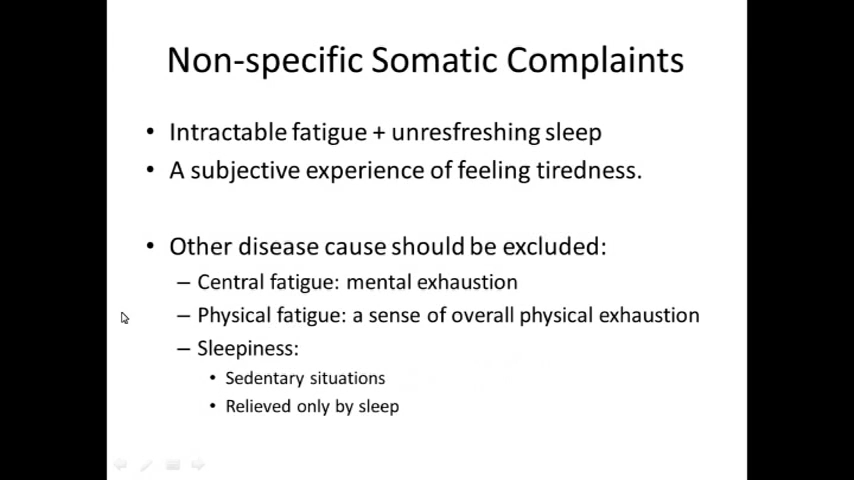 Non-specific Somatic Complaints
• Intractable fatigue + unresfreshing sleep
• A subjective experience of feeling tiredness.
• Other disease cause should be excluded:
– Central fatigue: mental exhaustion
– Physical fatigue: a sense of overall physical exhaustion
– Sleepiness:
• Sedentary situations
• Relieved only by sleep